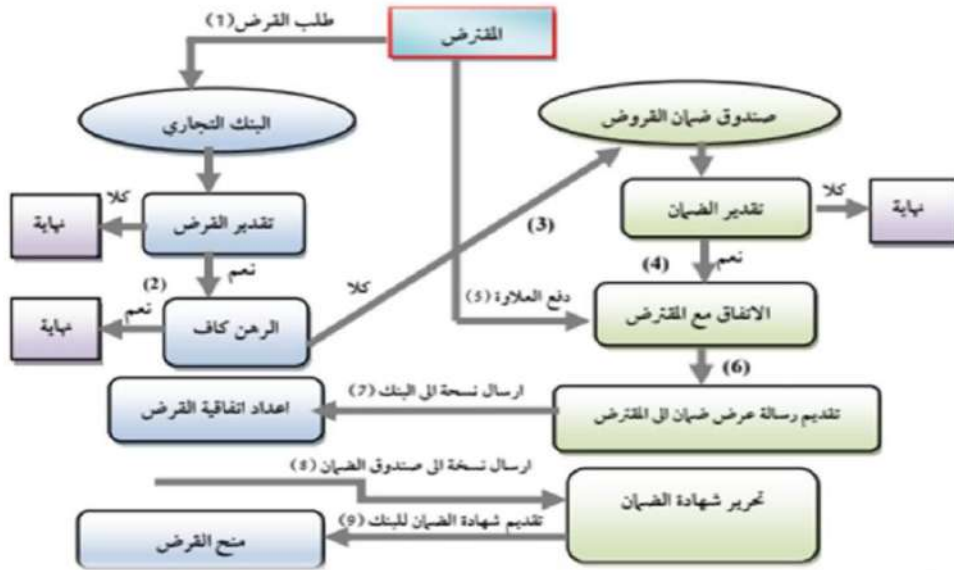 المقترض
طلب القرض (1)
البنك التجاري
صندوق ضمان القروض
تقدير القرض
كلا
نهاية
تقدير الضمان
كلا
نهاية
(3)
نعم
(2)
نعم
(4)
كلا
الرهن كاف
نعم
نهاية
دفع العلاوة (5)
الاتفاق مع المقترض
(6)
اعداد اتفاقية القرض
ارسال نسخة الى البنك (7)
تقديم رسالة عرض ضمان الى المقترض
ارسال نسخة الى صندوق الضمان (8)
تحرير شهادة الضمان
تقديم شهادة الضمان للبنك (9)
منح القرض